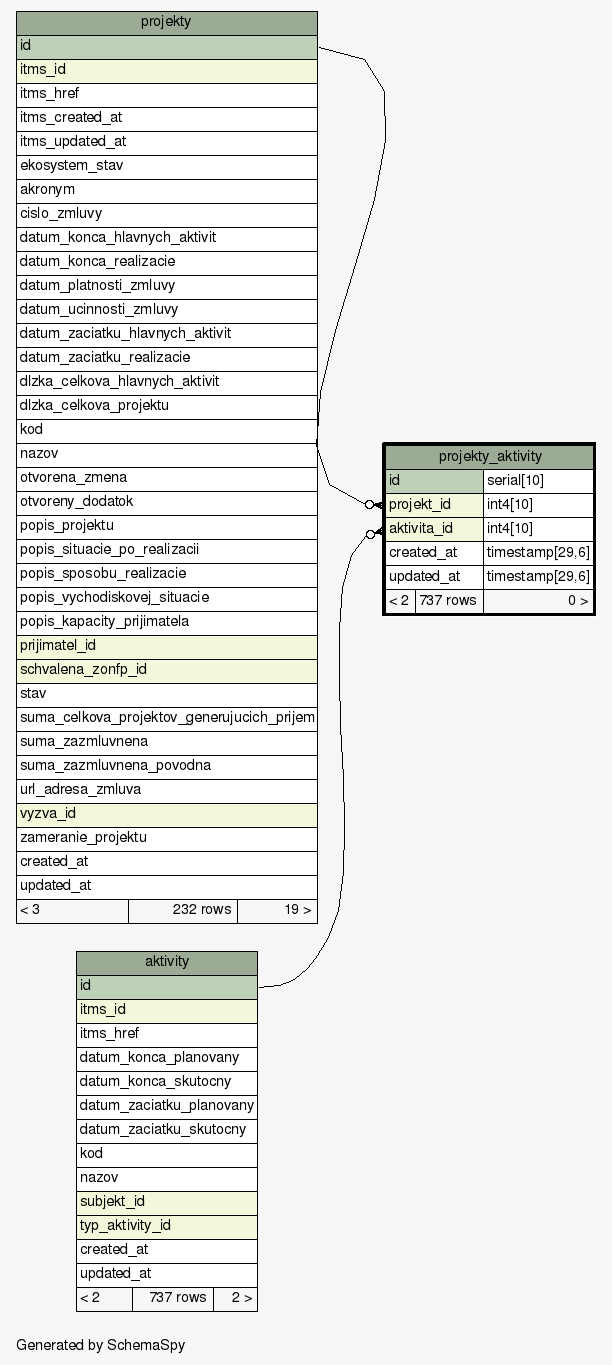 projekty
id
itms_id
itms_href
itms_created_at
itms_updated_at
ekosystem_stav
akronym
cislo_zmluvy
datum_konca_hlavnych_aktivit
datum_konca_realizacie
datum_platnosti_zmluvy
datum_ucinnosti_zmluvy
datum_zaciatku_hlavnych_aktivit
datum_zaciatku_realizacie
dlzka_celkova_hlavnych_aktivit
dlzka_celkova_projektu
kod
nazov
otvorena_zmena
otvoreny_dodatok
popis_projektu
popis_situacie_po_realizacii
popis_sposobu_realizacie
popis_vychodiskovej_situacie
popis_kapacity_prijimatela
prijimatel_id
schvalena_zonfp_id
stav
suma_celkova_projektov_generujucich_prijem
suma_zazmluvnena
suma_zazmluvnena_povodna
url_adresa_zmluva
vyzva_id
zameranie_projektu
created_at
updated_at
< 3 232 rows 19 >
projekty_aktivity
id serial[10]
projekt_id int4[10]
aktivita_id int4[10]
created_at timestamp[29,6]
updated_at timestamp[29,6]
< 2 737 rows 0 >
aktivity
id
itms_id
itms_href
datum_konca_planovany
datum_konca_skutocny
datum_zaciatku_planovany
datum_zaciatku_skutocny
kod
nazov
subjekt_id
typ_aktivity_id
created_at
updated_at
< 2 737 rows 2 >
Generated by SchemaSpy